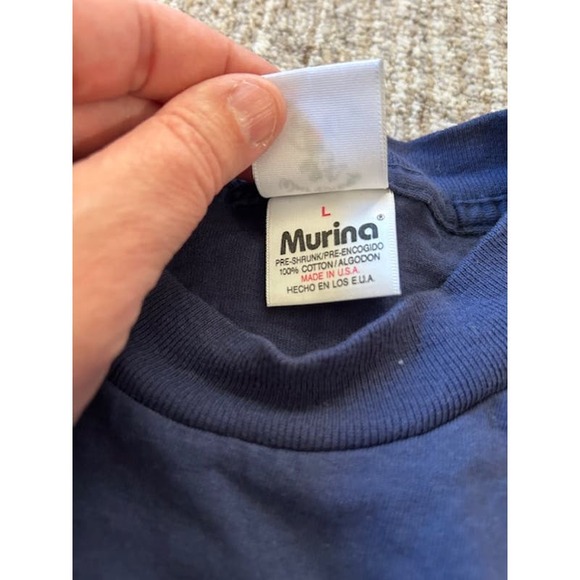 L
Murina®
PRE-SHRUNK/PRE-ENCOGIDO
100% COTTON/ALGODON
MADE IN U.S.A.
HECHO EN LOS E.U.A.